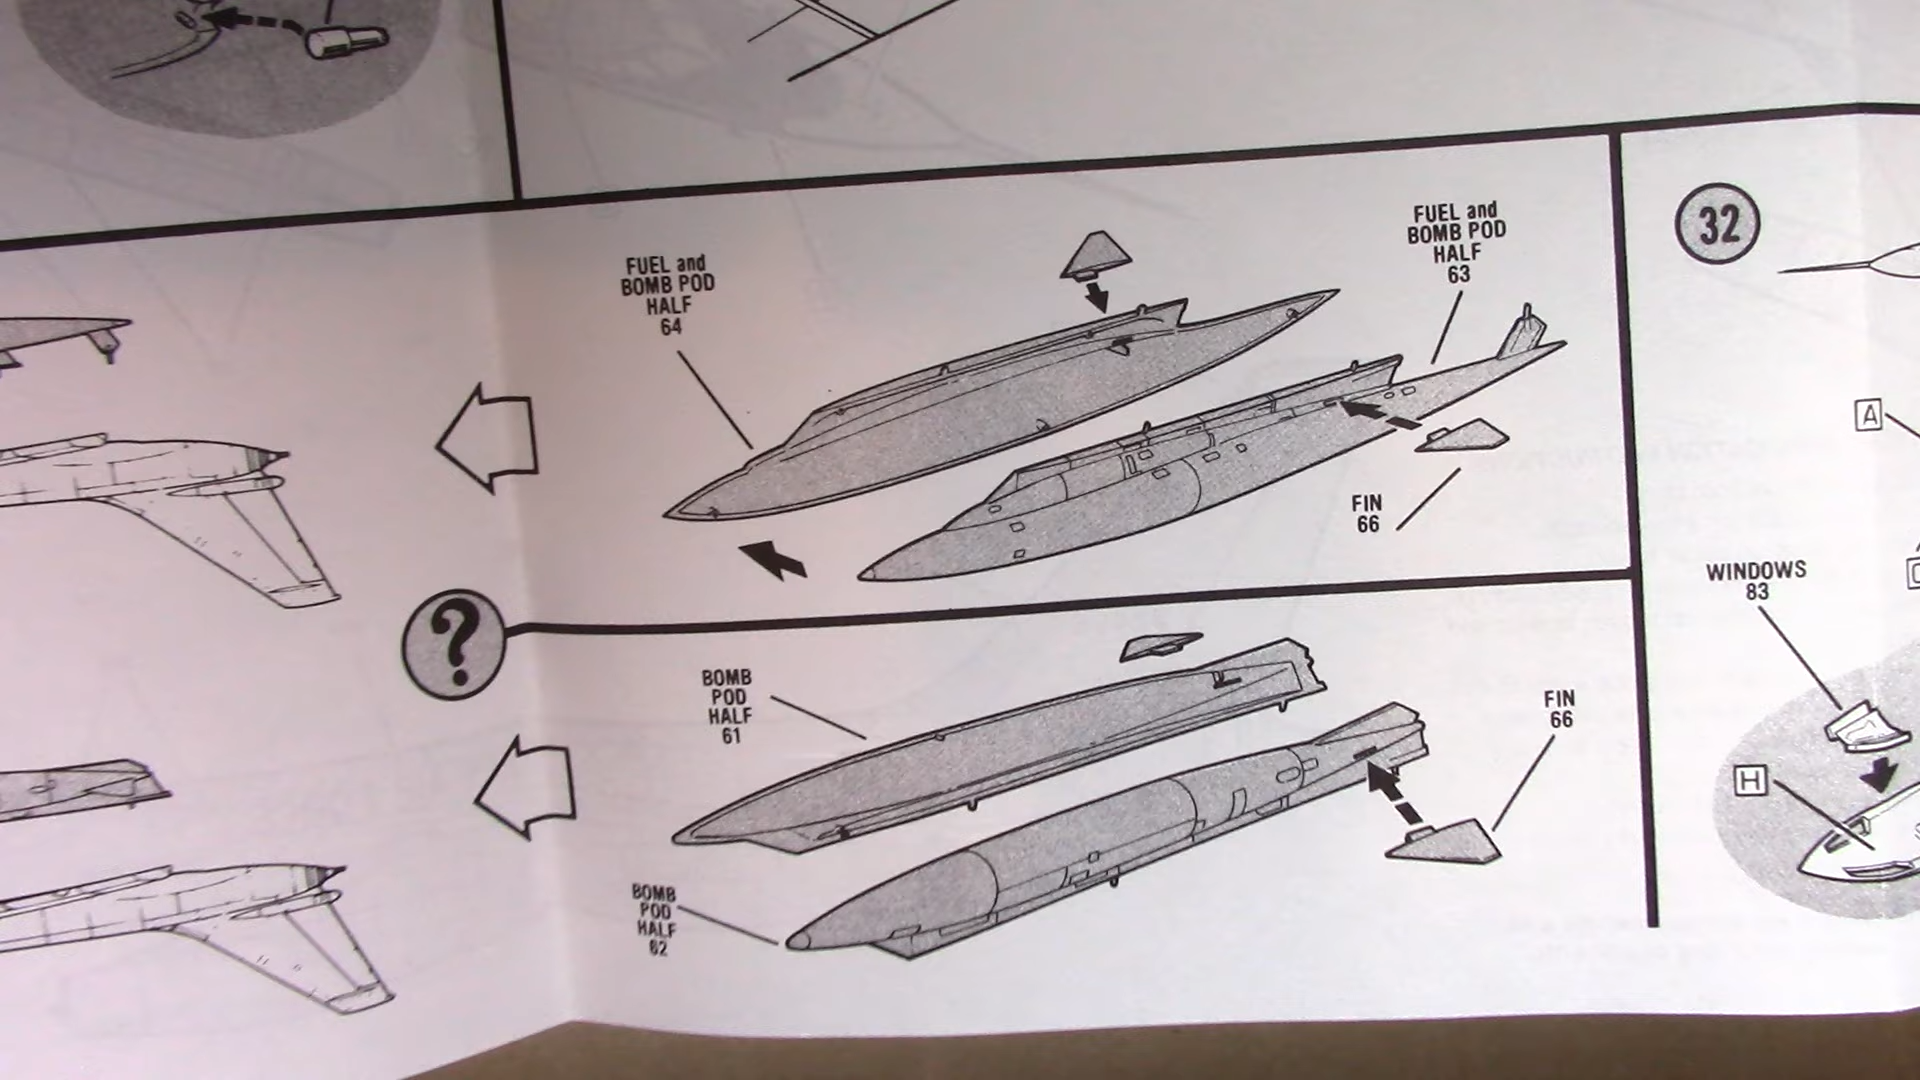 FUEL and
BOMB POD
HALF
64
FUEL and
BOMB POD
HALF
63
FIN
66
?
BOMB
POD
HALF
61
BOMB
POD
HALF
62
FIN
66
32
A
WINDOWS
83
H